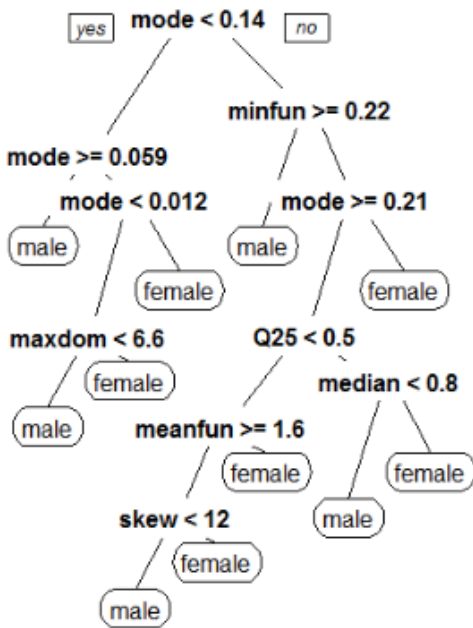 yes mode < 0.14 no
minfun >= 0.22
mode >= 0.059
mode < 0.012 mode >= 0.21
male male
female female
maxdom < 6.6 Q25 < 0.5
female median < 0.8
male meanfun >= 1.6
female female
skew < 12 male
female
male